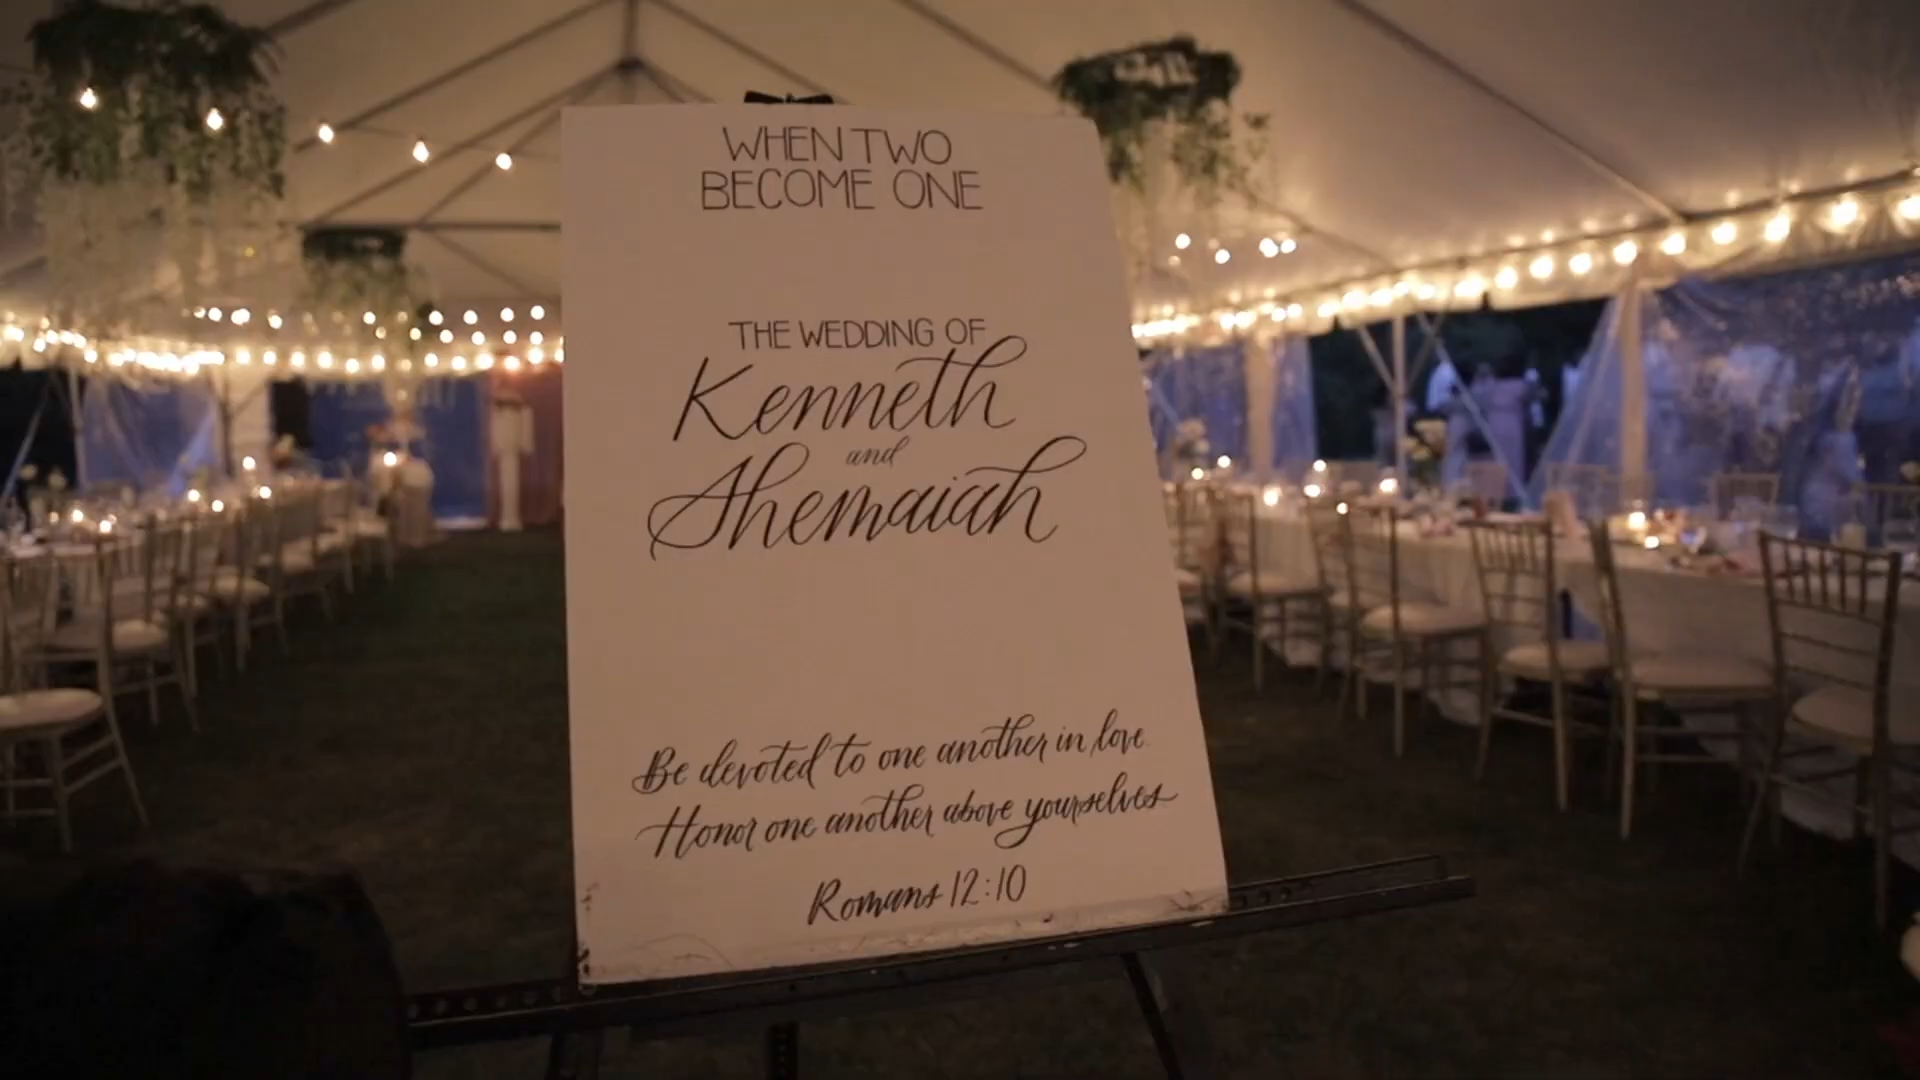 WHEN TWO
BECOME ONE
THE WEDDING OF
Kenneth
and
Shemaiah
Be devoted to one another in love.
Honor one another above yourselves
Romans 12:10